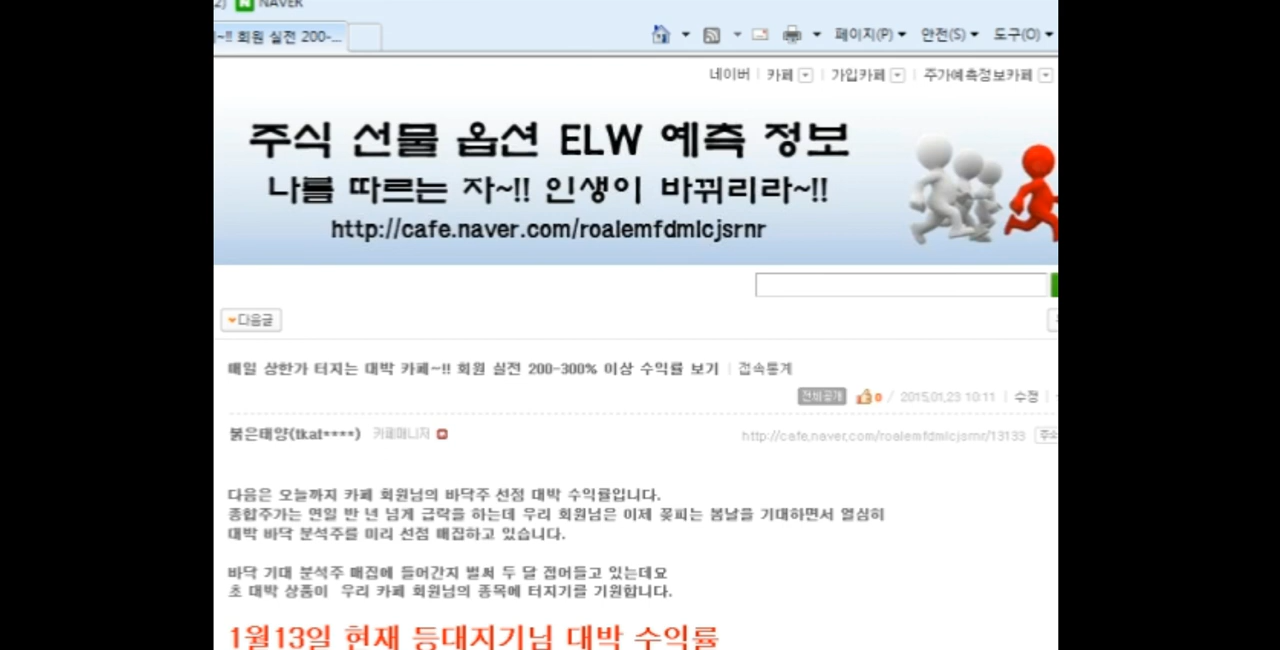 NAVER
~!! 회원 실전 200-...
페이지(P) 안전(S) 도구(O)
네이버 카페 가입카페 주가예측정보카페
주식 선물 옵션 ELW 예측 정보
나를 따르는 자~!! 인생이 바뀌리라~!!
http://cafe.naver.com/roalemfdmlcjsrnr
다음글
매일 상한가 터지는 대박 카페~!! 회원 실전 200-300% 이상 수익률 보기 | 접속통계
전체공개 0 / 2015.01.23 10:11 | 수정 |
붉은태양(tkat****) 카페매니저
http://cafe.naver.com/roalemfdmlcjsrnr/13133
다음은 오늘까지 카페 회원님의 바닥주 선점 대박 수익률입니다.
종합주가는 연일 반 년 넘게 급락을 하는데 우리 회원님은 이제 꽃피는 봄날을 기대하면서 열심히
대박 바닥 분석주를 미리 선점 매집하고 있습니다.
바닥 기대 분석주 매집에 들어간지 벌써 두 달 접어들고 있는데요
초 대박 상품이 우리 카페 회원님의 종목에 터지기를 기원합니다.
1월13일 현재 등대지기님 대박 수익률